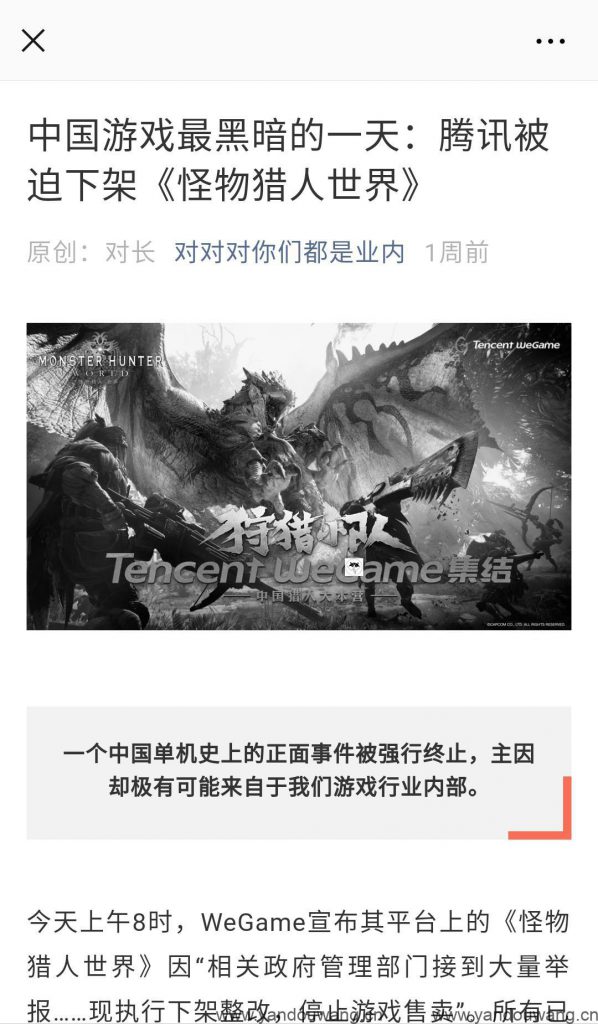 中国游戏最黑暗的一天：腾讯被
迫下架《怪物猎人世界》
原创：对长 对对对你们都是业内 1周前
MONSTER HUNTER
WORLD
Tencent WeGame
狩猎小队
Tencent WeGame集结
中国猎人大本营
©CAPCOM CO., LTD. ALL RIGHTS RESERVED.
一个中国单机史上的正面事件被强行终止，主因
却极有可能来自于我们游戏行业内部。
今天上午8时，WeGame宣布其平台上的《怪物
猎人世界》因“相关政府管理部门接到大量举
报……现执行下架整改，停止游戏售卖”。所有已
www.yandouwang.cn www.yandouwang.cn